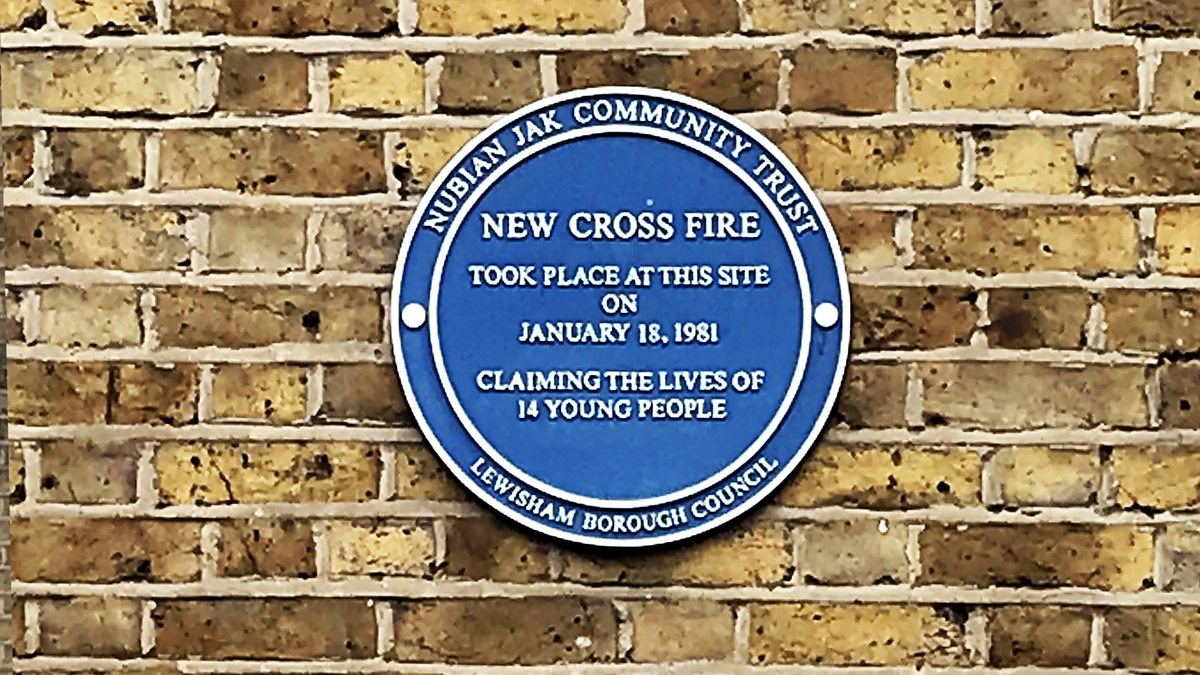 NUBIAN JAK COMMUNITY TRUST
NEW CROSS FIRE
TOOK PLACE AT THIS SITE
ON
JANUARY 18, 1981
CLAIMING THE LIVES OF
14 YOUNG PEOPLE
LEWISHAM BOROUGH COUNCIL